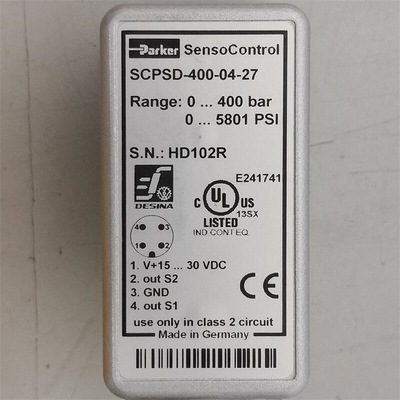 Parker SensoControl
SCPSD-400-04-27
Range: 0 ... 400 bar
0 ... 5801 PSI
S.N.: HD102R
DESINA
E241741
C UL US
13SX
LISTED
IND CONT EQ.
4 3
1 2
1. V+15 ... 30 VDC
2. out S2
3. GND
4. out S1
CE
use only in class 2 circuit
Made in Germany